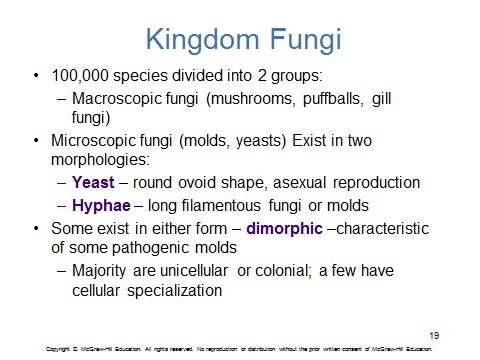 Kingdom Fungi
• 100,000 species divided into 2 groups:
– Macroscopic fungi (mushrooms, puffballs, gill
fungi)
• Microscopic fungi (molds, yeasts) Exist in two
morphologies:
– Yeast – round ovoid shape, asexual reproduction
– Hyphae – long filamentous fungi or molds
• Some exist in either form – dimorphic –characteristic
of some pathogenic molds
– Majority are unicellular or colonial; a few have
cellular specialization
19
Copyright © McGraw-Hill Education. All rights reserved. No reproduction or distribution without the prior written consent of McGraw-Hill Education.